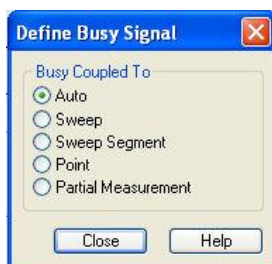 Define Busy Signal
Busy Coupled To
Auto
Sweep
Sweep Segment
Point
Partial Measurement
Close Help